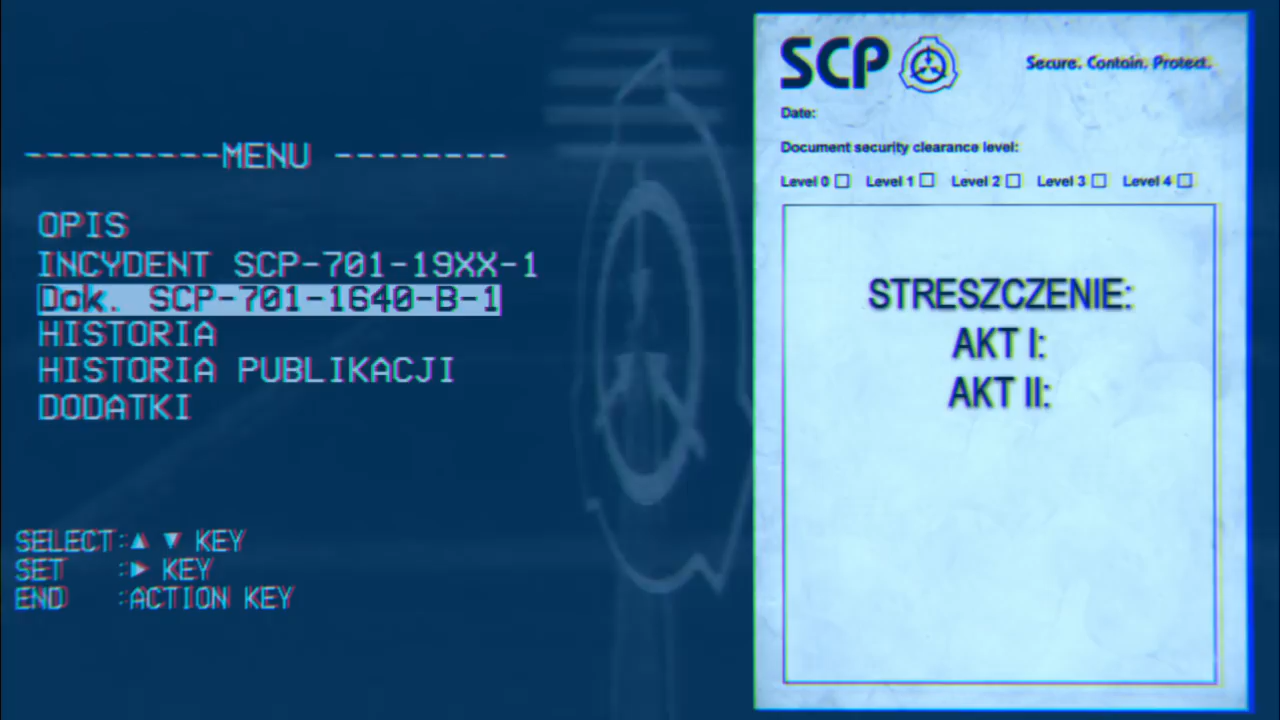 ---------MENU --------
OPIS
INCYDENT SCP-701-19XX-1
Dok. SCP-701-1640-B-1
HISTORIA
HISTORIA PUBLIKACJI
DODATKI
SELECT:▲ ▼ KEY
SET :▶ KEY
END :ACTION KEY
SCP
Secure. Contain. Protect.
Date:
Document security clearance level:
Level 0 □ Level 1 □ Level 2 □ Level 3 □ Level 4 □
STRESZCZENIE:
AKT I:
AKT II: